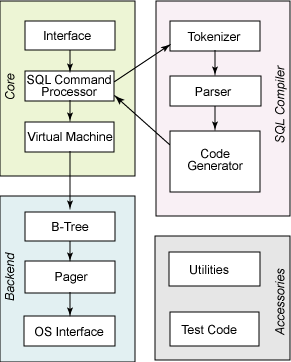 Core
Interface
SQL Command
Processor
Virtual Machine
SQL Compiler
Tokenizer
Parser
Code
Generator
Backend
B-Tree
Pager
OS Interface
Accessories
Utilities
Test Code